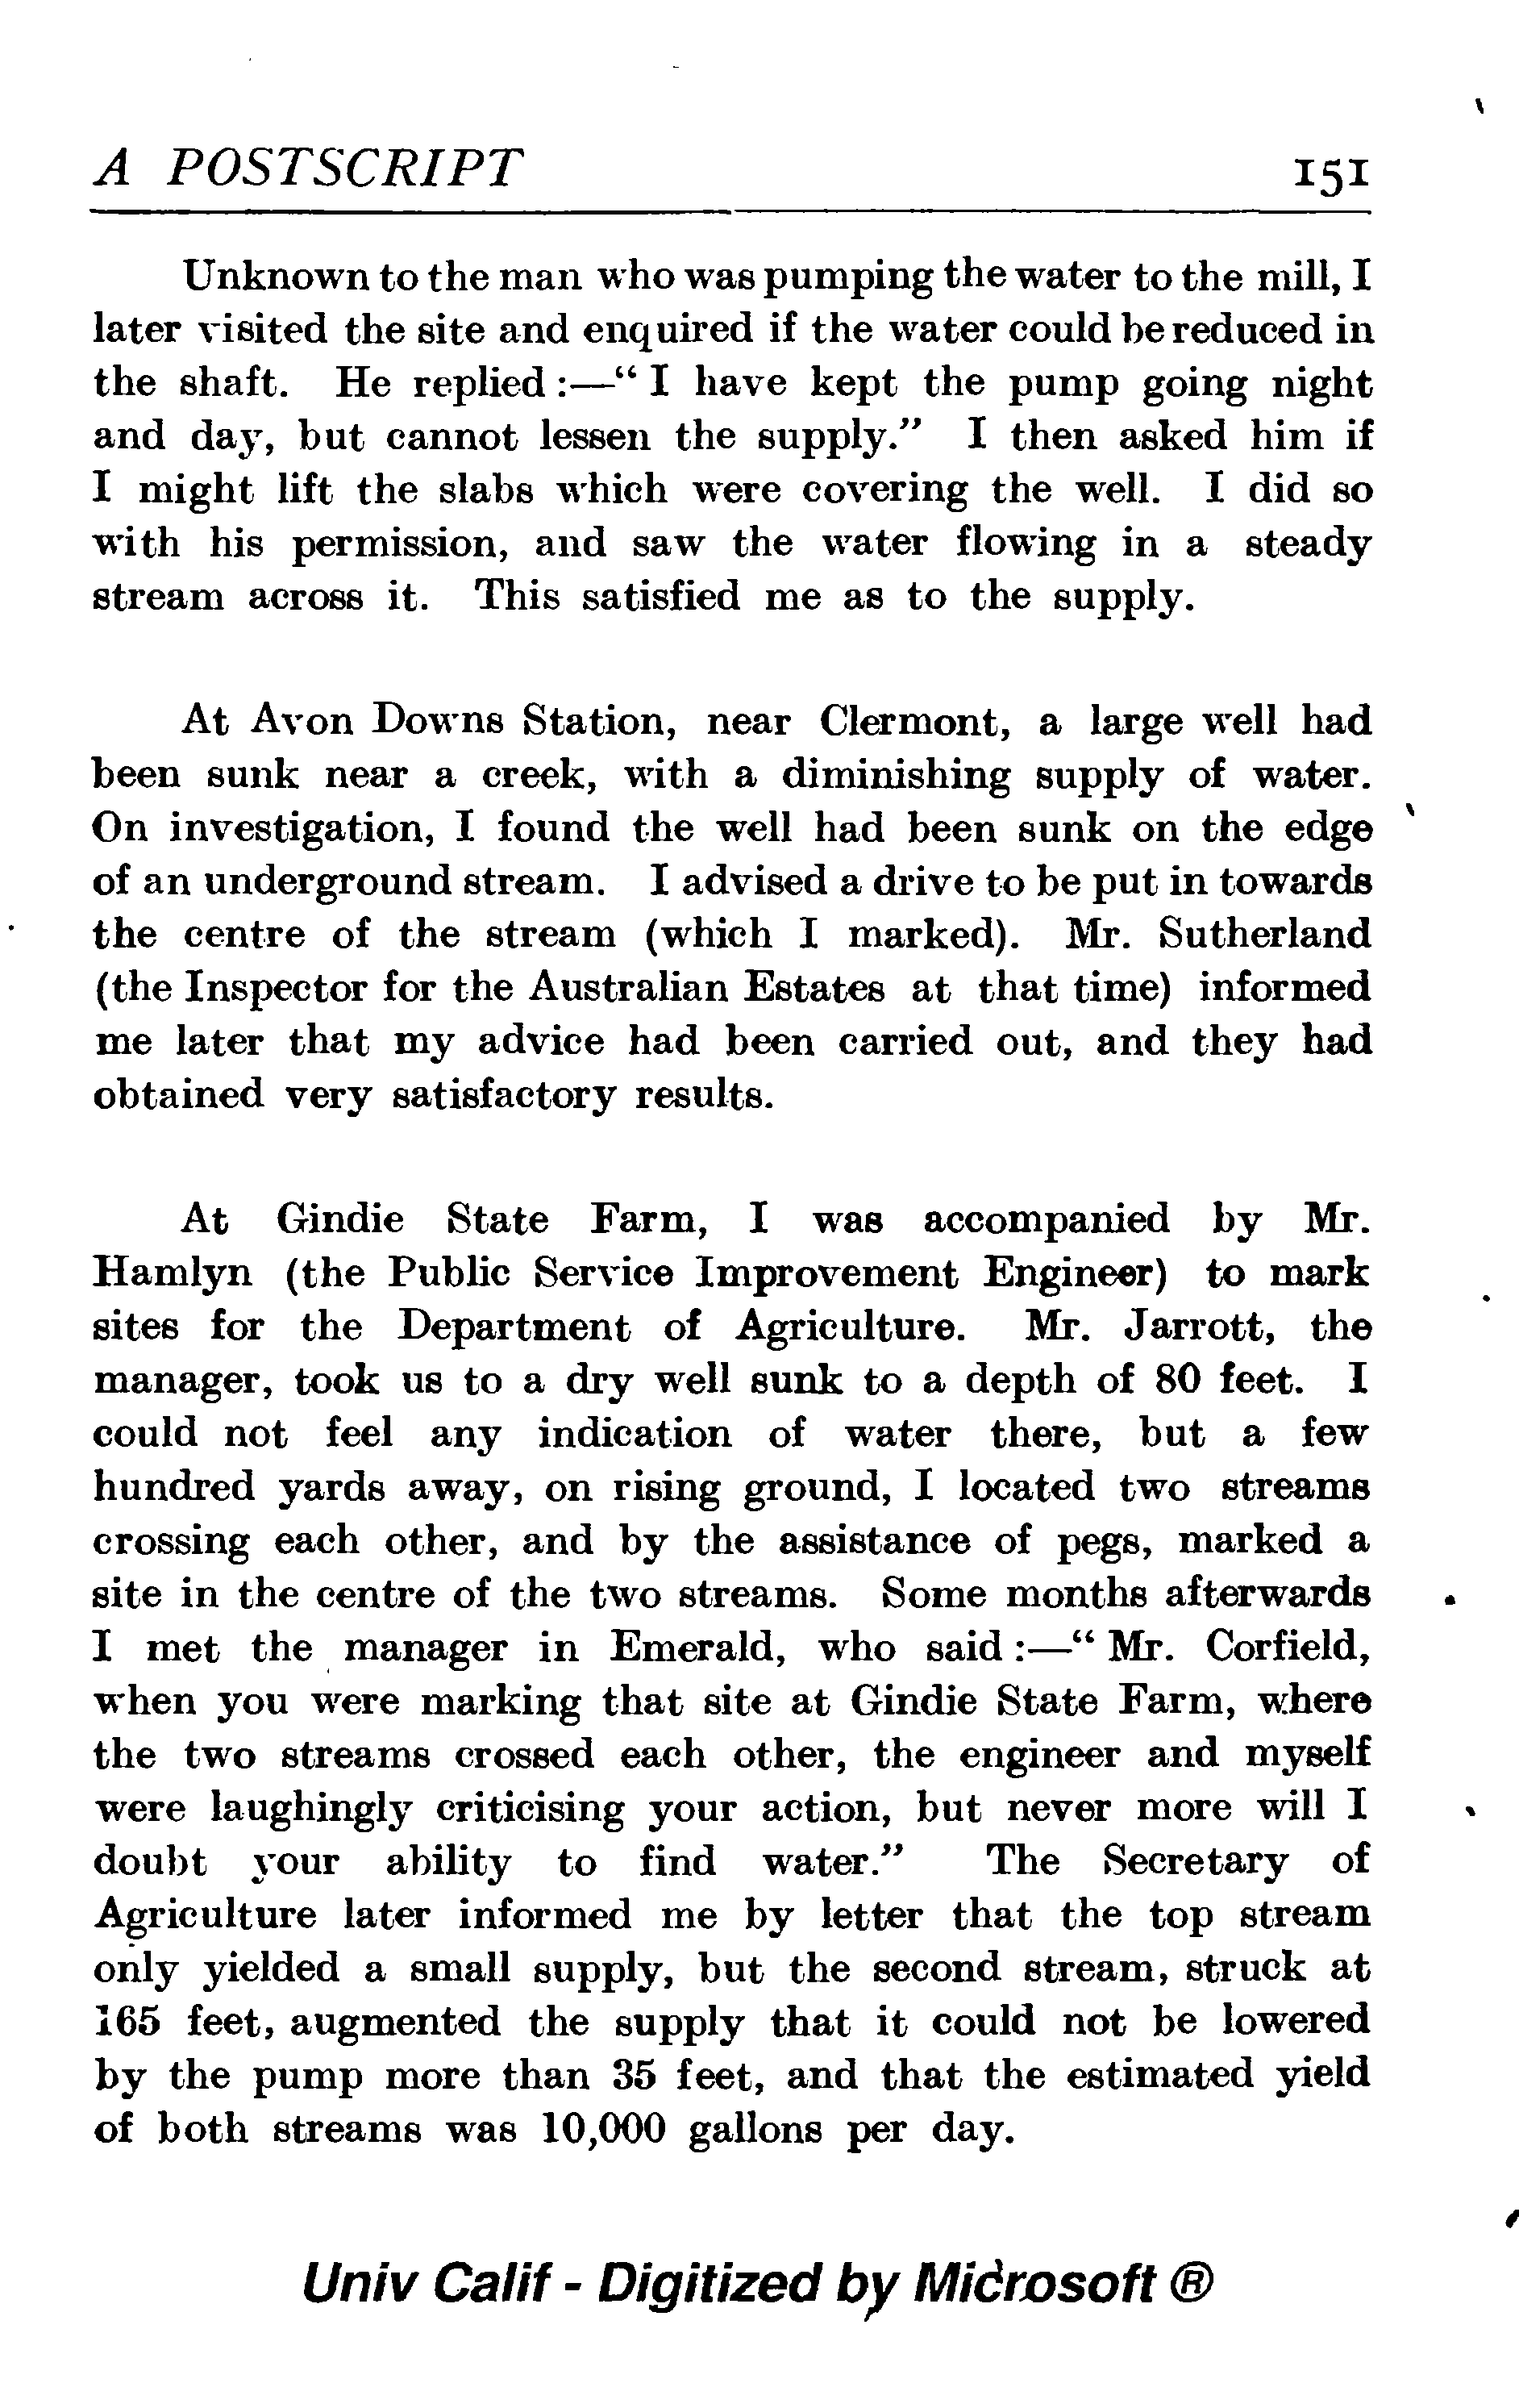 A POSTSCRIPT 151
Unknown to the man who was pumping the water to the mill, I
later visited the site and enquired if the water could be reduced in
the shaft. He replied :—“ I have kept the pump going night
and day, but cannot lessen the supply.” I then asked him if
I might lift the slabs which were covering the well. I did so
with his permission, and saw the water flowing in a steady
stream across it. This satisfied me as to the supply.
At Avon Downs Station, near Clermont, a large well had
been sunk near a creek, with a diminishing supply of water.
On investigation, I found the well had been sunk on the edge
of an underground stream. I advised a drive to be put in towards
the centre of the stream (which I marked). Mr. Sutherland
(the Inspector for the Australian Estates at that time) informed
me later that my advice had been carried out, and they had
obtained very satisfactory results.
At Gindie State Farm, I was accompanied by Mr.
Hamlyn (the Public Service Improvement Engineer) to mark
sites for the Department of Agriculture. Mr. Jarrott, the
manager, took us to a dry well sunk to a depth of 80 feet. I
could not feel any indication of water there, but a few
hundred yards away, on rising ground, I located two streams
crossing each other, and by the assistance of pegs, marked a
site in the centre of the two streams. Some months afterwards
I met the manager in Emerald, who said :—“ Mr. Corfield,
when you were marking that site at Gindie State Farm, where
the two streams crossed each other, the engineer and myself
were laughingly criticising your action, but never more will I
doubt your ability to find water.” The Secretary of
Agriculture later informed me by letter that the top stream
only yielded a small supply, but the second stream, struck at
165 feet, augmented the supply that it could not be lowered
by the pump more than 35 feet, and that the estimated yield
of both streams was 10,000 gallons per day.
Univ Calif - Digitized by Microsoft ®